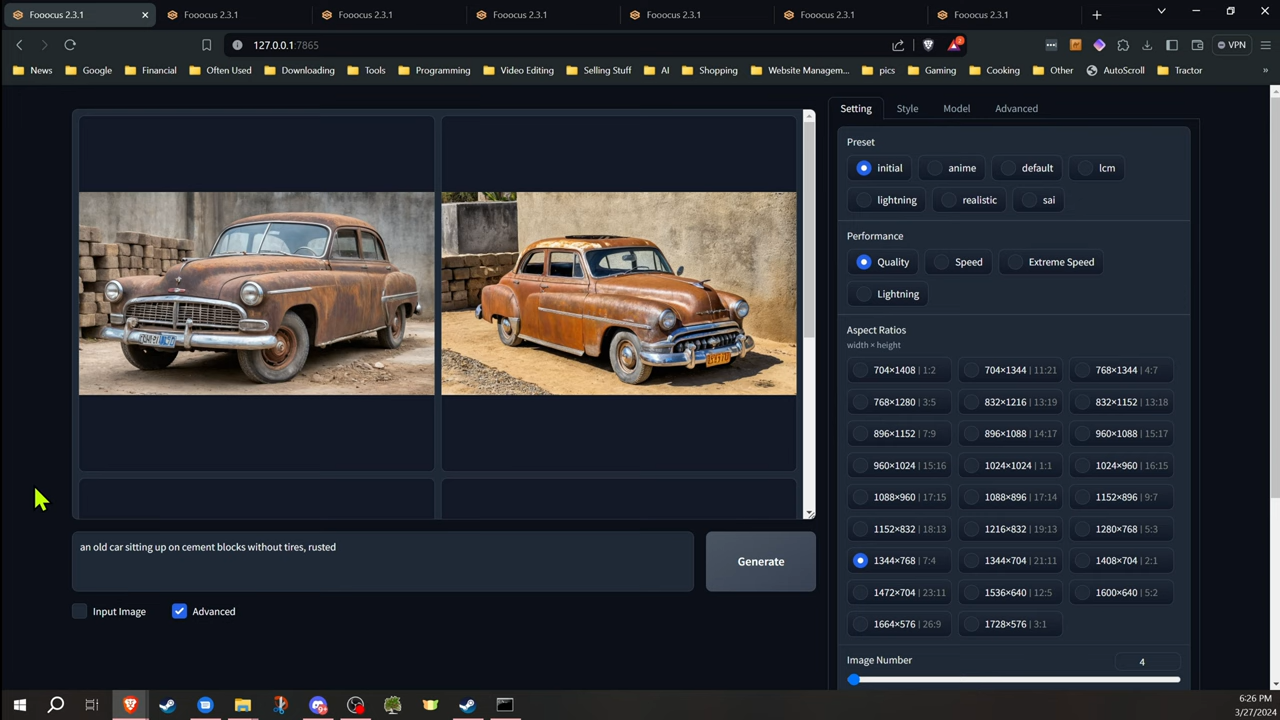 Fooocus 2.3.1
Fooocus 2.3.1
Fooocus 2.3.1
Fooocus 2.3.1
Fooocus 2.3.1
Fooocus 2.3.1
Fooocus 2.3.1
127.0.0.1:7865
2
VPN
News
Google
Financial
Often Used
Downloading
Tools
Programming
Video Editing
Selling Stuff
AI
Shopping
Website Managem...
pics
Gaming
Cooking
Other
AutoScroll
Tractor
»
Setting
Style
Model
Advanced
Preset
initial
anime
default
lcm
lightning
realistic
sai
Performance
Quality
Speed
Extreme Speed
Lightning
Aspect Ratios
width × height
704×1408 | 1:2
704×1344 | 11:21
768×1344 | 4:7
768×1280 | 3:5
832×1216 | 13:19
832×1152 | 13:18
896×1152 | 7:9
896×1088 | 14:17
960×1088 | 15:17
960×1024 | 15:16
1024×1024 | 1:1
1024×960 | 16:15
1088×960 | 17:15
1088×896 | 17:14
1152×896 | 9:7
1152×832 | 18:13
1216×832 | 19:13
1280×768 | 5:3
1344×768 | 7:4
1344×704 | 21:11
1408×704 | 2:1
1472×704 | 23:11
1536×640 | 12:5
1600×640 | 5:2
1664×576 | 26:9
1728×576 | 3:1
Image Number
4
an old car sitting up on cement blocks without tires, rusted
Generate
Input Image
Advanced
6:26 PM
3/27/2024